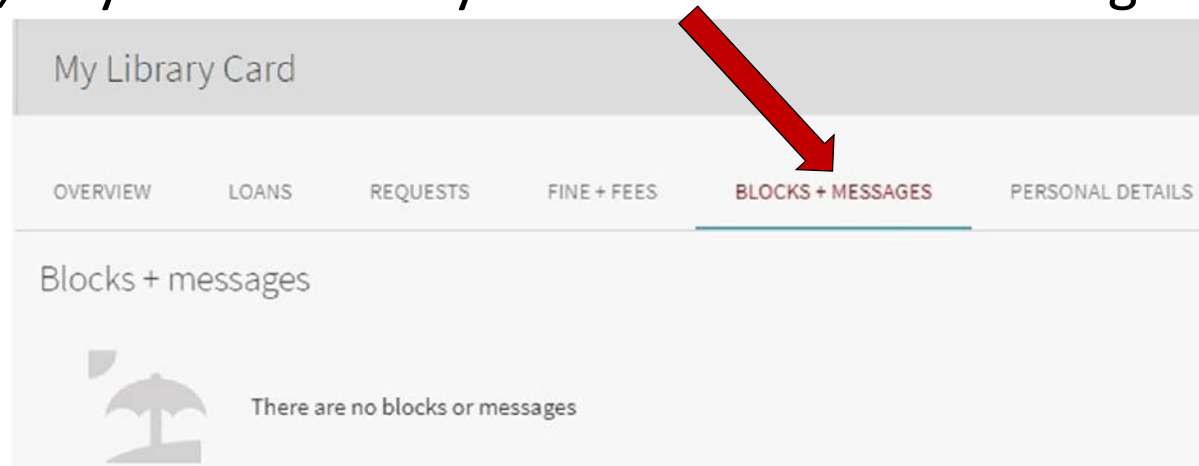 My Library Card
OVERVIEW LOANS REQUESTS FINE + FEES BLOCKS + MESSAGES PERSONAL DETAILS
Blocks + messages
There are no blocks or messages